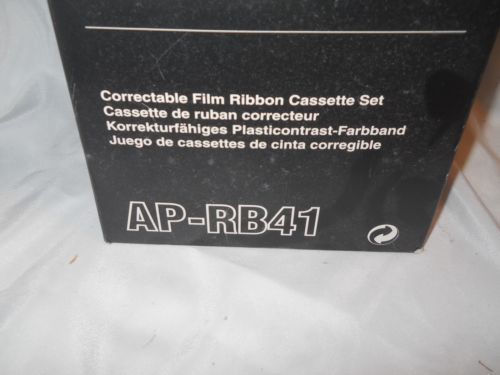 Correctable Film Ribbon Cassette Set
Cassette de ruban correcteur
Korrekturfähiges Plasticontrast-Farbband
Juego de cassettes de cinta corregible
AP-RB41